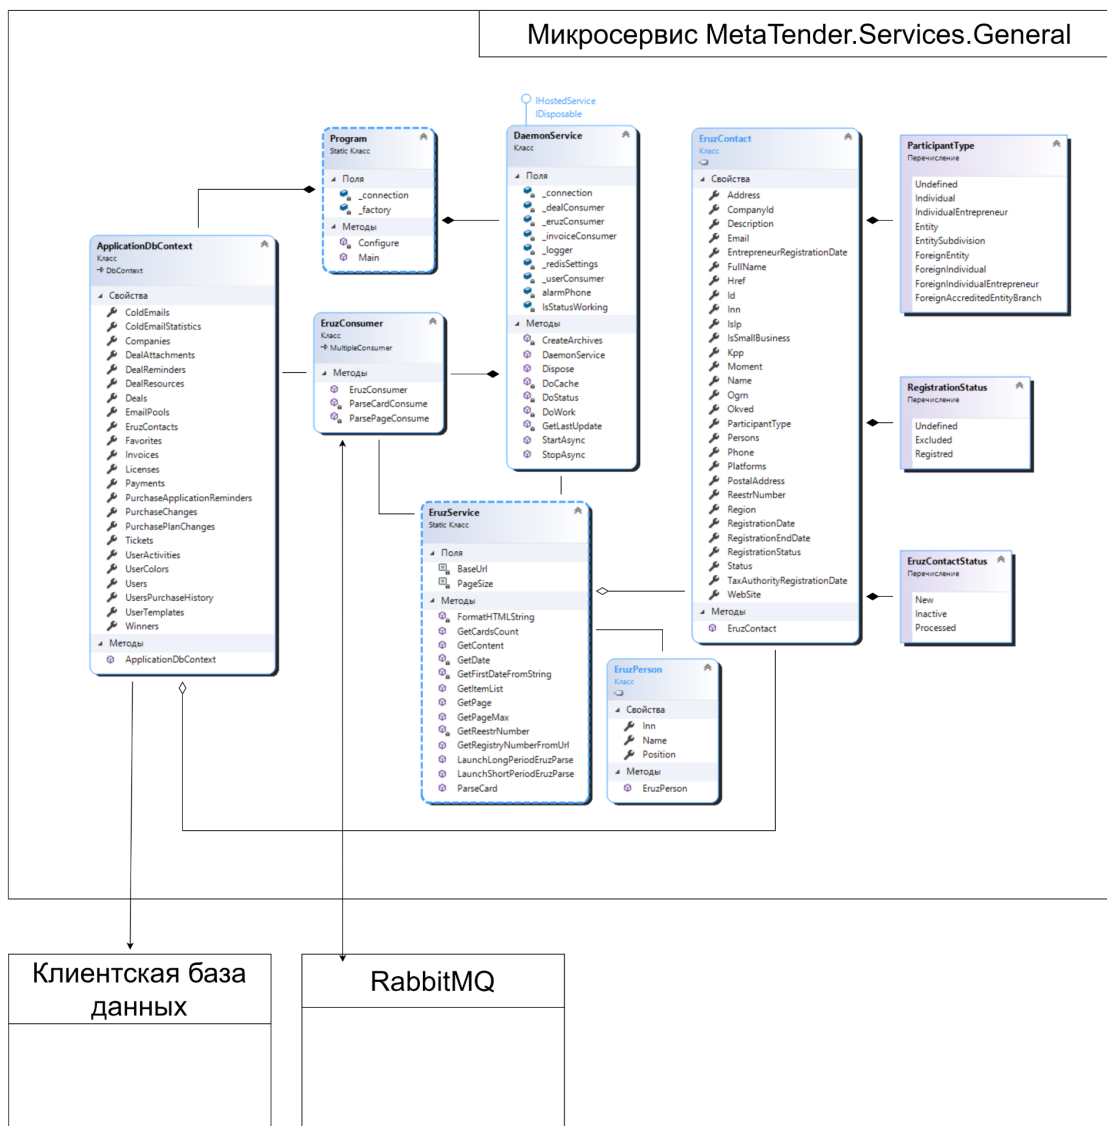 Микросервис MetaTender.Services.General
IHostedService
IDisposable
Program
Static Класс
Поля
_connection
_factory
Методы
Configure
Main
DaemonService
Класс
Поля
_connection
_dealConsumer
_eruzConsumer
_invoiceConsumer
_logger
_redisSettings
_userConsumer
alarmPhone
IsStatusWorking
Методы
CreateArchives
DaemonService
Dispose
DoCache
DoStatus
DoWork
GetLastUpdate
StartAsync
StopAsync
EruzContact
Класс
Свойства
Address
CompanyId
Description
Email
EntrepreneurRegistrationDate
FullName
Href
Id
Inn
IsIp
IsSmallBusiness
Kpp
Moment
Name
Ogrn
Okved
ParticipantType
Persons
Phone
Platforms
PostalAddress
ReestrNumber
Region
RegistrationDate
RegistrationEndDate
RegistrationStatus
Status
TaxAuthorityRegistrationDate
WebSite
Методы
EruzContact
ParticipantType
Перечисление
Undefined
Individual
IndividualEntrepreneur
Entity
EntitySubdivision
ForeignEntity
ForeignIndividual
ForeignIndividualEntrepreneur
ForeignAccreditedEntityBranch
ApplicationDbContext
Класс
DbContext
Свойства
ColdEmails
ColdEmailStatistics
Companies
DealAttachments
DealReminders
DealResources
Deals
EmailPools
EruzContacts
Favorites
Invoices
Licenses
Payments
PurchaseApplicationReminders
PurchaseChanges
PurchasePlanChanges
Tickets
UserActivities
UserColors
Users
UsersPurchaseHistory
UserTemplates
Winners
Методы
ApplicationDbContext
EruzConsumer
Класс
MultipleConsumer
Методы
EruzConsumer
ParseCardConsume
ParsePageConsume
RegistrationStatus
Перечисление
Undefined
Excluded
Registred
EruzService
Static Класс
Поля
BaseUrl
PageSize
Методы
FormatHTMLString
GetCardsCount
GetContent
GetDate
GetFirstDateFromString
GetItemList
GetPage
GetPageMax
GetReestrNumber
GetRegistryNumberFromUrl
LaunchLongPeriodEruzParse
LaunchShortPeriodEruzParse
ParseCard
EruzContactStatus
Перечисление
New
Inactive
Processed
EruzPerson
Класс
Свойства
Inn
Name
Position
Методы
EruzPerson
Клиентская база
данных
RabbitMQ